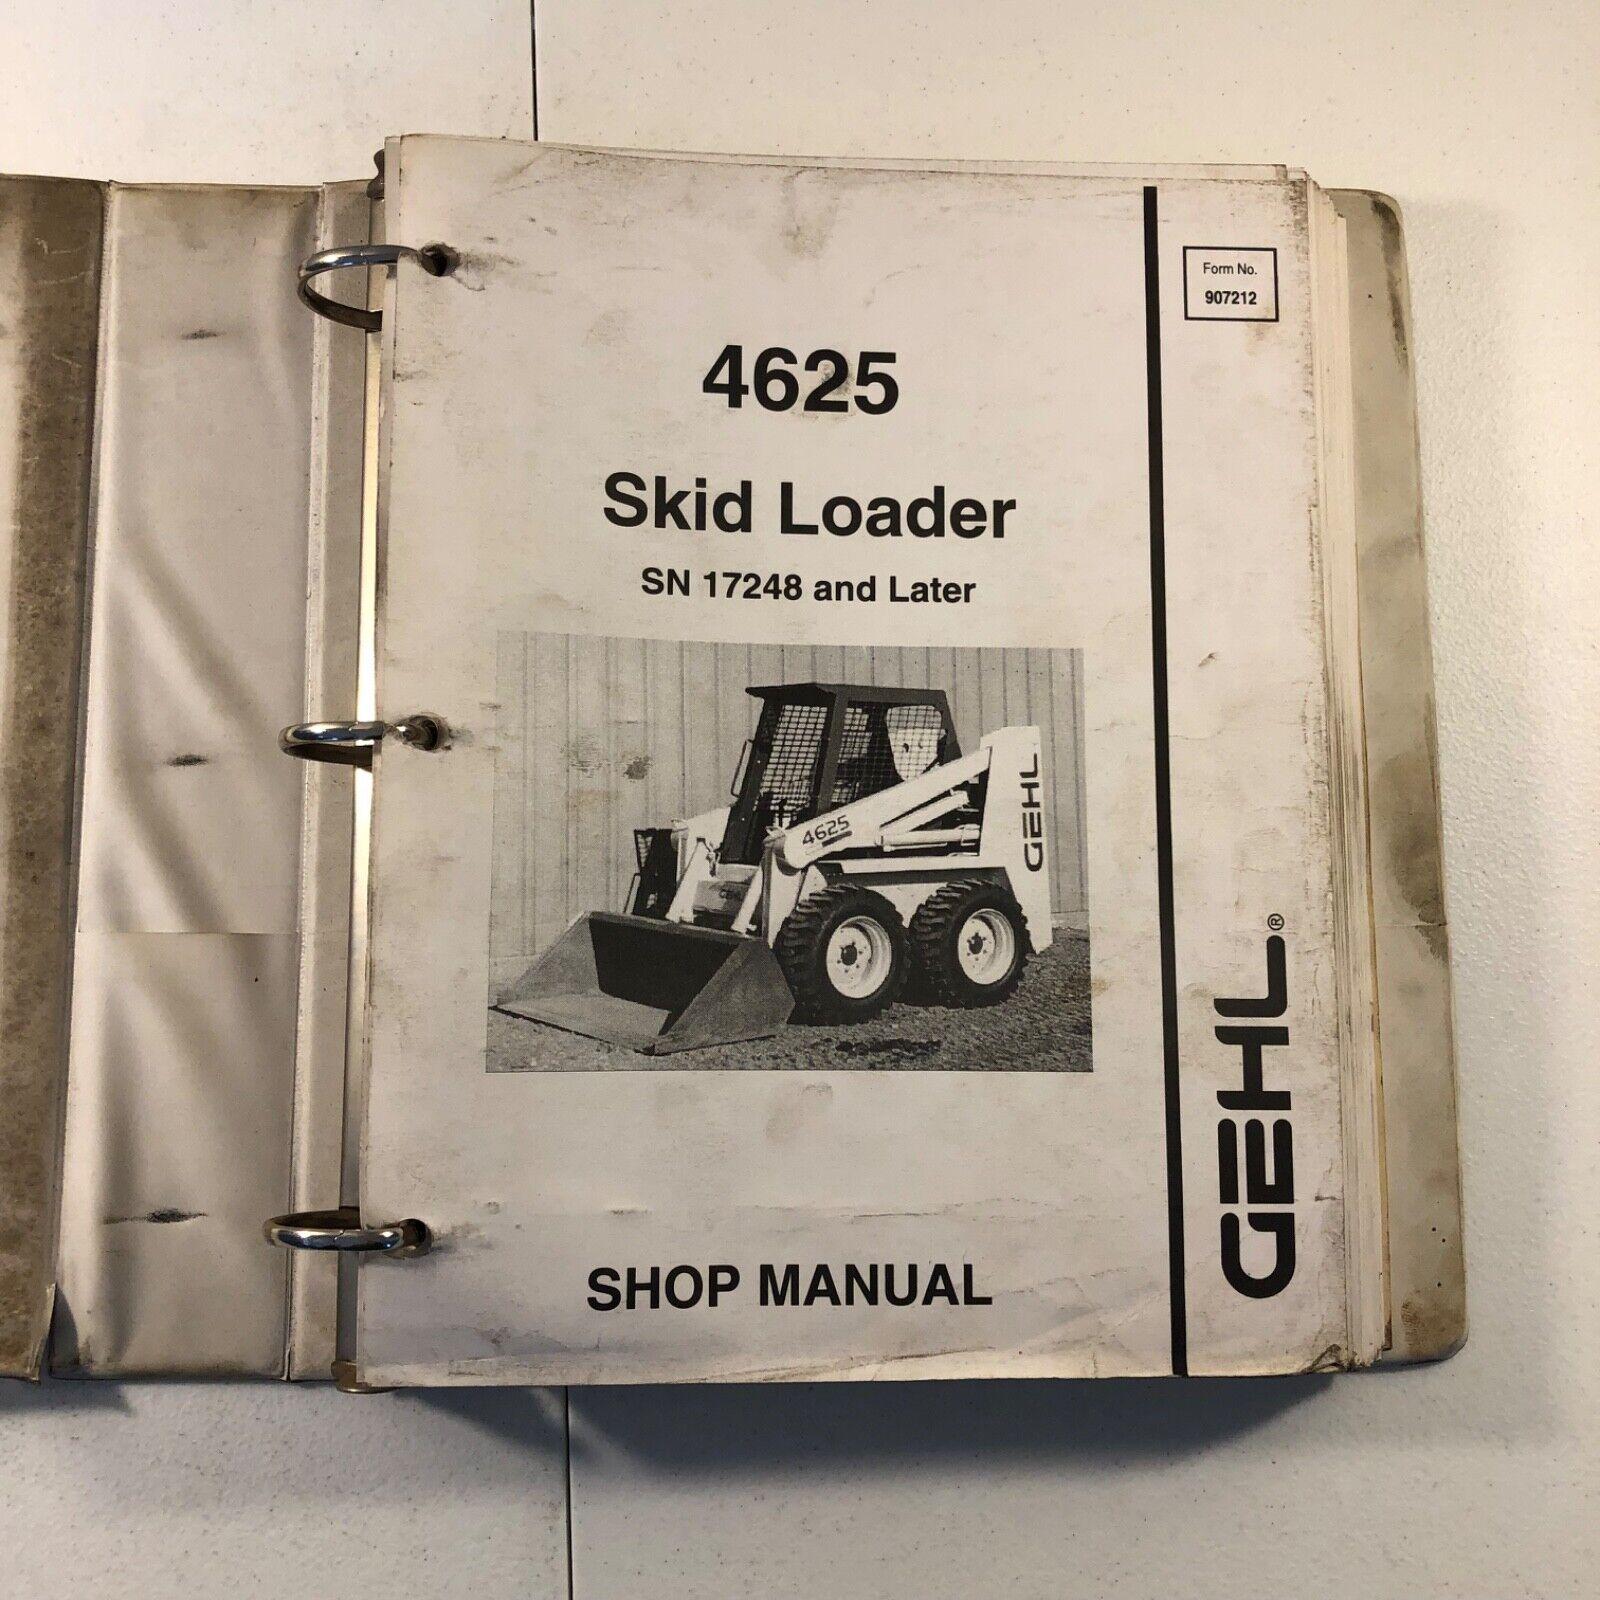 Form No.
907212
4625
Skid Loader
SN 17248 and Later
4625
GEHL
GEHL®
SHOP MANUAL